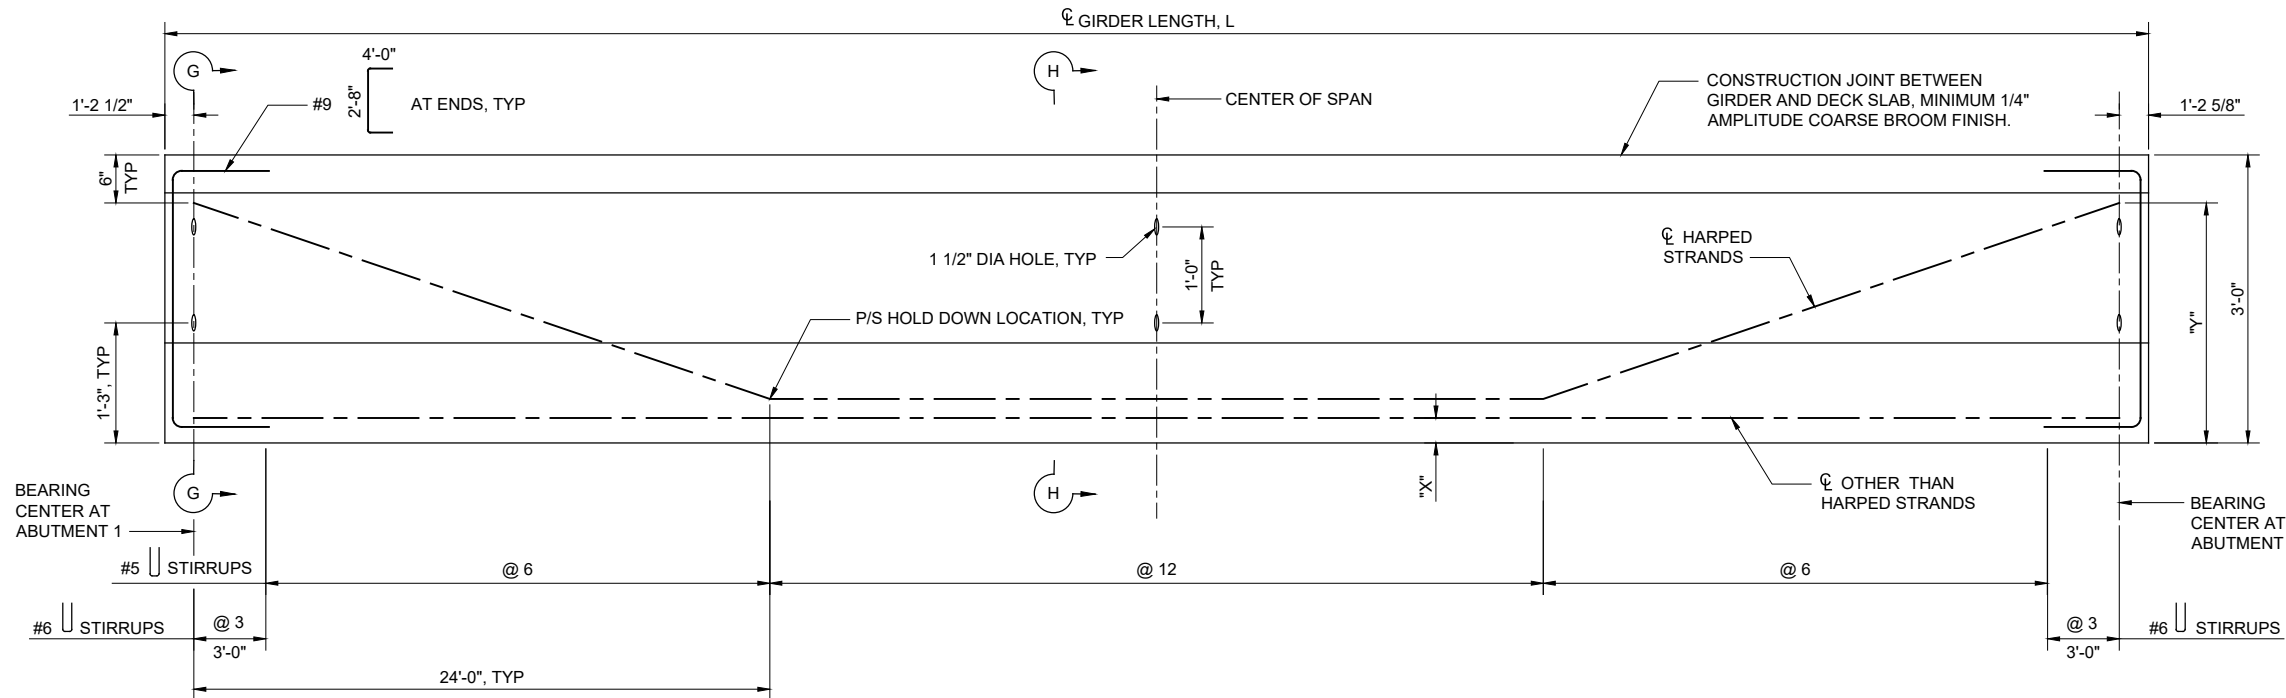 ℄ GIRDER LENGTH, L
G
4'-0"
2'-8"
#9
AT ENDS, TYP
H
CENTER OF SPAN
CONSTRUCTION JOINT BETWEEN
GIRDER AND DECK SLAB, MINIMUM 1/4"
AMPLITUDE COARSE BROOM FINISH.
1'-2 1/2"
1'-2 5/8"
6"
TYP
1 1/2" DIA HOLE, TYP
1'-0"
TYP
℄ HARPED
STRANDS
"Y"
3'-0"
P/S HOLD DOWN LOCATION, TYP
1'-3", TYP
"X"
G
H
℄ OTHER THAN
HARPED STRANDS
BEARING
CENTER AT
ABUTMENT 1
BEARING
CENTER AT
ABUTMENT
#5 STIRRUPS
@ 6
@ 12
@ 6
#6 STIRRUPS
@ 3
3'-0"
@ 3
3'-0"
#6 STIRRUPS
24'-0", TYP